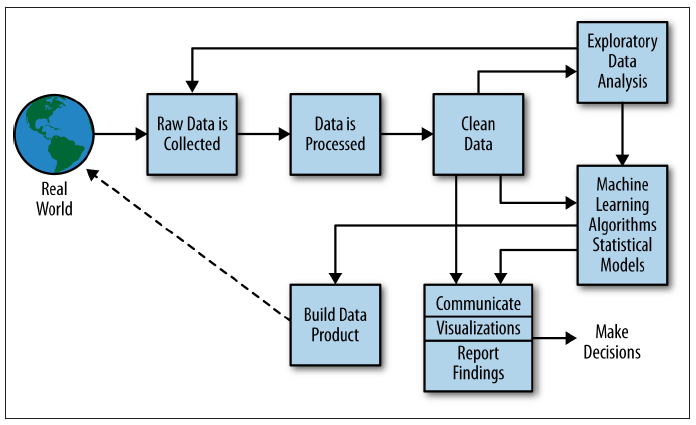 Real
World
Raw Data is
Collected
Data is
Processed
Clean
Data
Exploratory
Data
Analysis
Machine
Learning
Algorithms
Statistical
Models
Build Data
Product
Communicate
Visualizations
Report
Findings
Make
Decisions